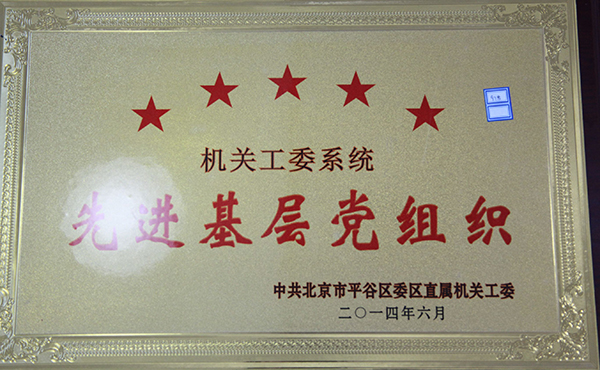 机关工委系统
先进基层党组织
中共北京市平谷区委区直属机关工委
二〇一四年六月